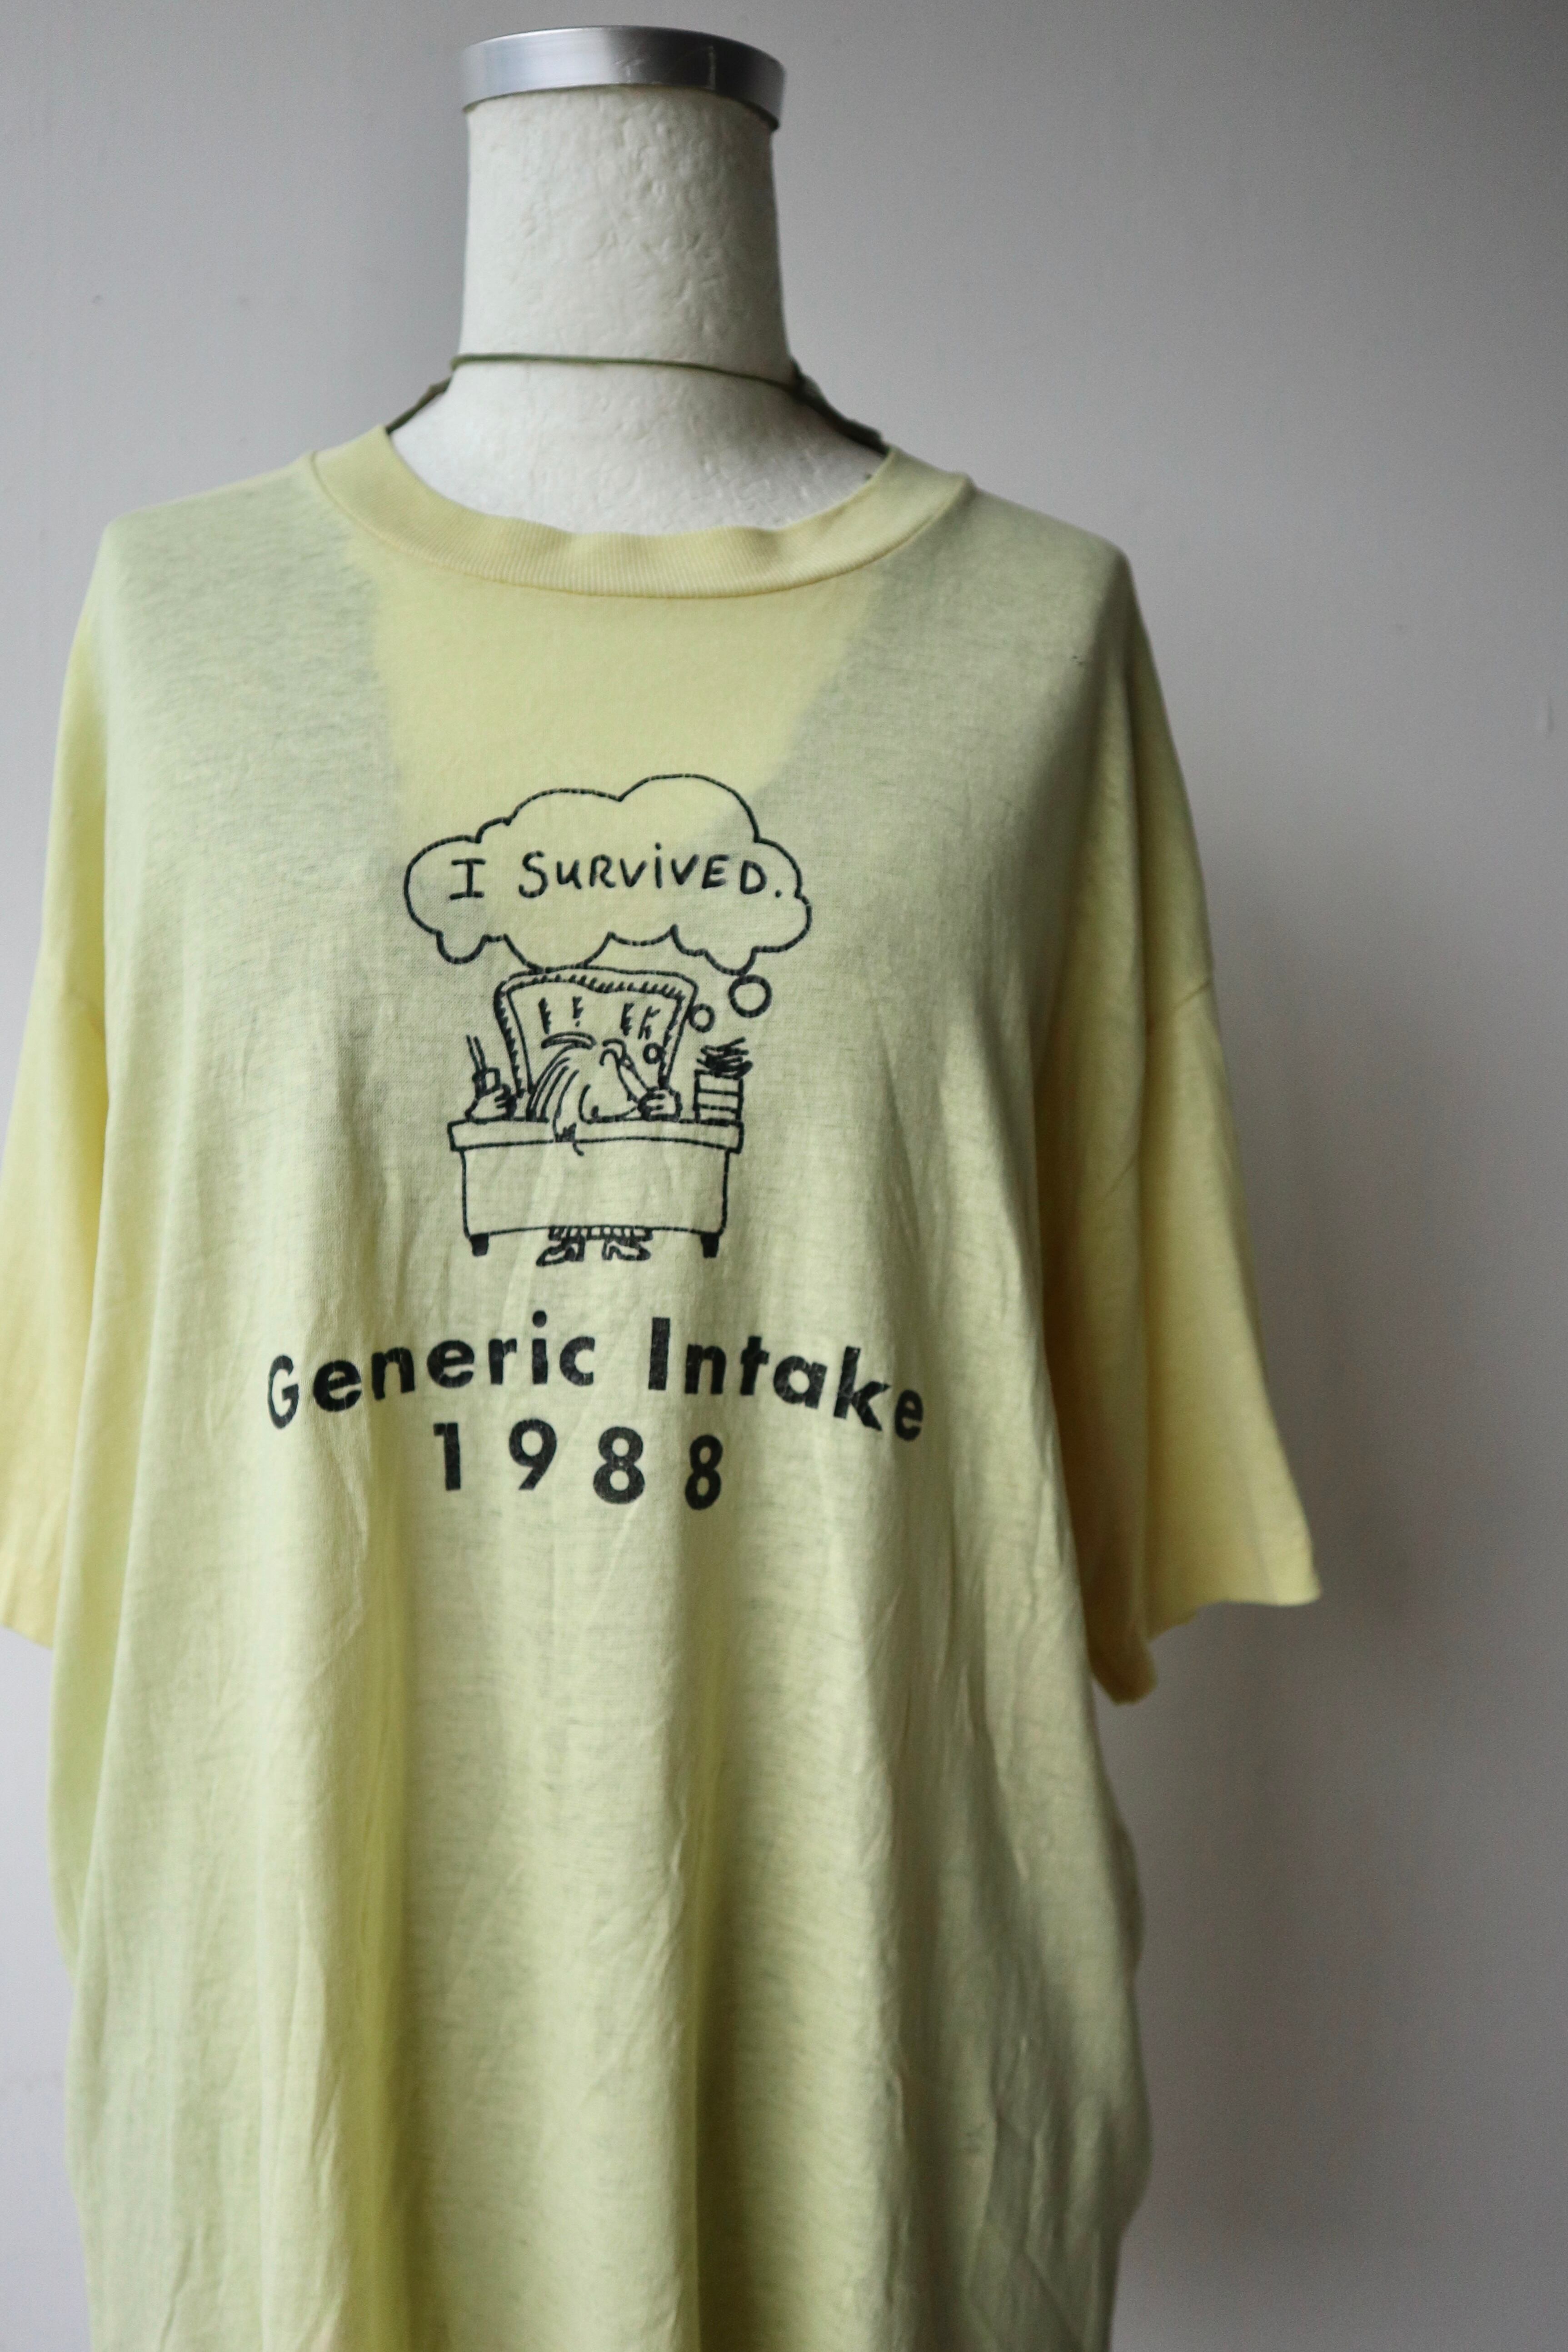 I SURViVED.
Generic Intake
1988